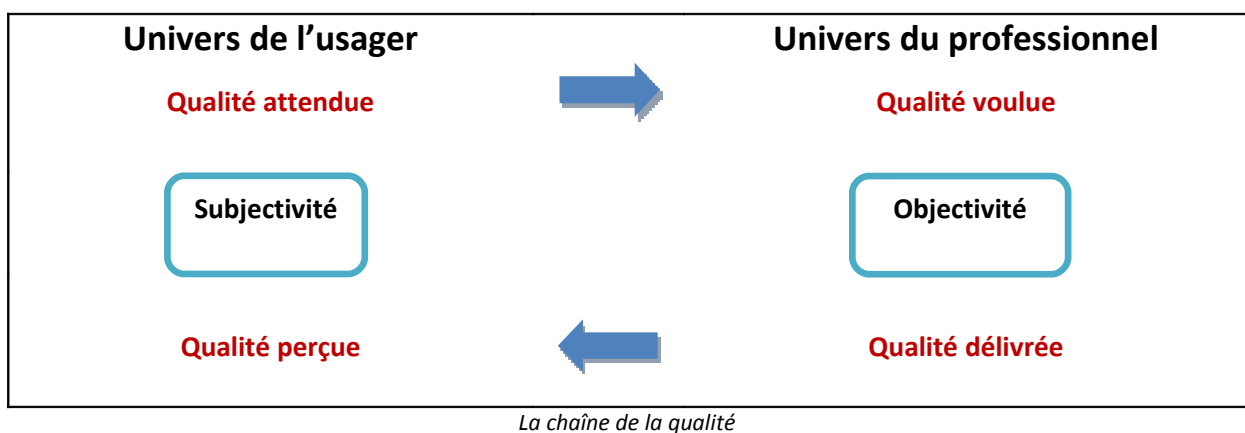 Univers de l’usager
Univers du professionnel
Qualité attendue
Qualité voulue
Subjectivité
Objectivité
Qualité perçue
Qualité délivrée
La chaîne de la qualité